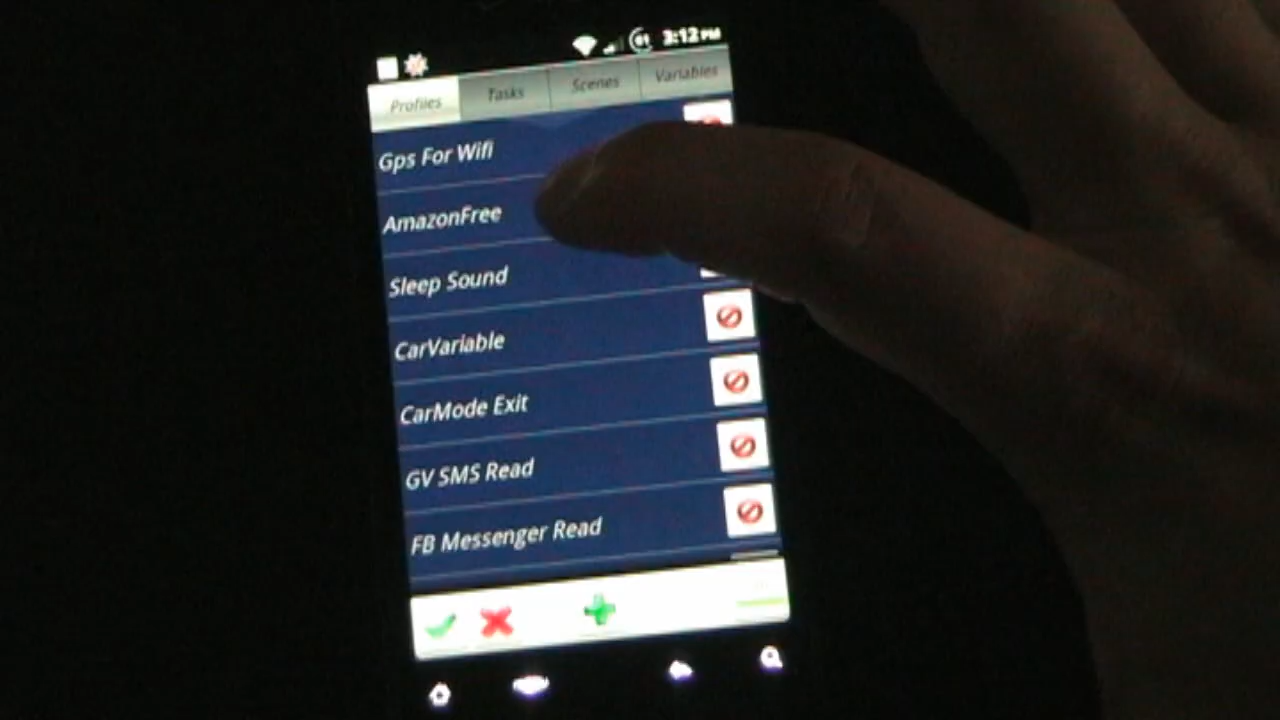 3:12 PM
Profiles
Tasks
Scenes
Variables
Gps For Wifi
AmazonFree
Sleep Sound
CarVariable
CarMode Exit
GV SMS Read
FB Messenger Read